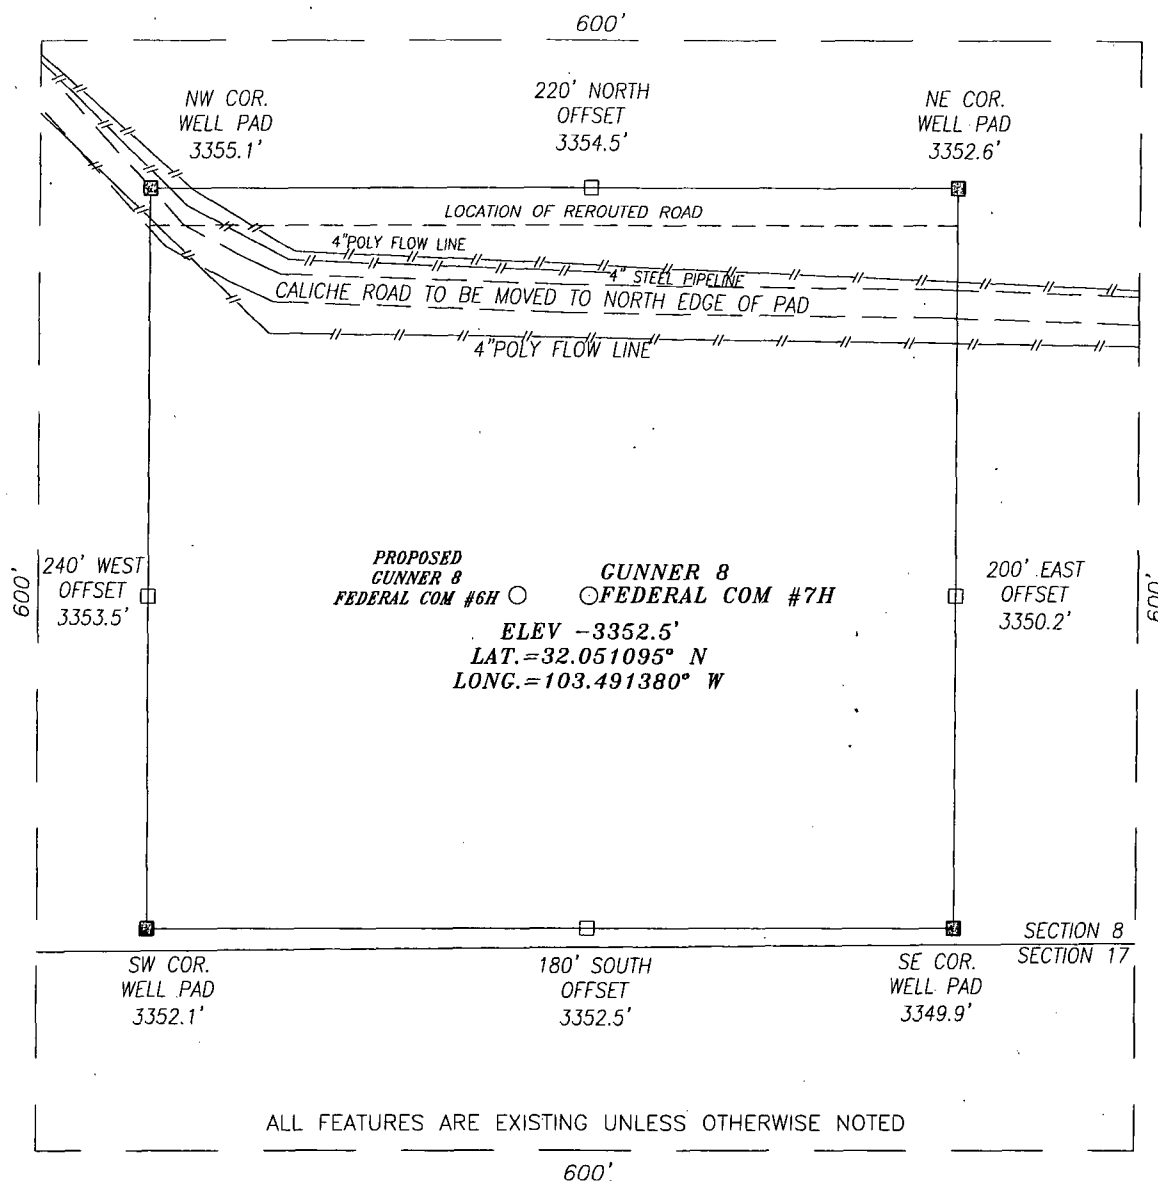 600'
NW COR.
WELL PAD
3355.1'
220' NORTH
OFFSET
3354.5'
NE COR.
WELL PAD
3352.6'
LOCATION OF REROUTED ROAD
4"POLY FLOW LINE
4" STEEL PIPELINE
CALICHE ROAD TO BE MOVED TO NORTH EDGE OF PAD
4"POLY FLOW LINE
600'
240' WEST
OFFSET
3353.5'
PROPOSED
GUNNER 8
FEDERAL COM #6H
GUNNER 8
FEDERAL COM #7H
ELEV -3352.5'
LAT.=32.051095° N
LONG.=103.491380° W
200' EAST
OFFSET
3350.2'
600'
SECTION 8
SECTION 17
SW COR.
WELL PAD
3352.1'
180' SOUTH
OFFSET
3352.5'
SE COR.
WELL PAD
3349.9'
ALL FEATURES ARE EXISTING UNLESS OTHERWISE NOTED
600'